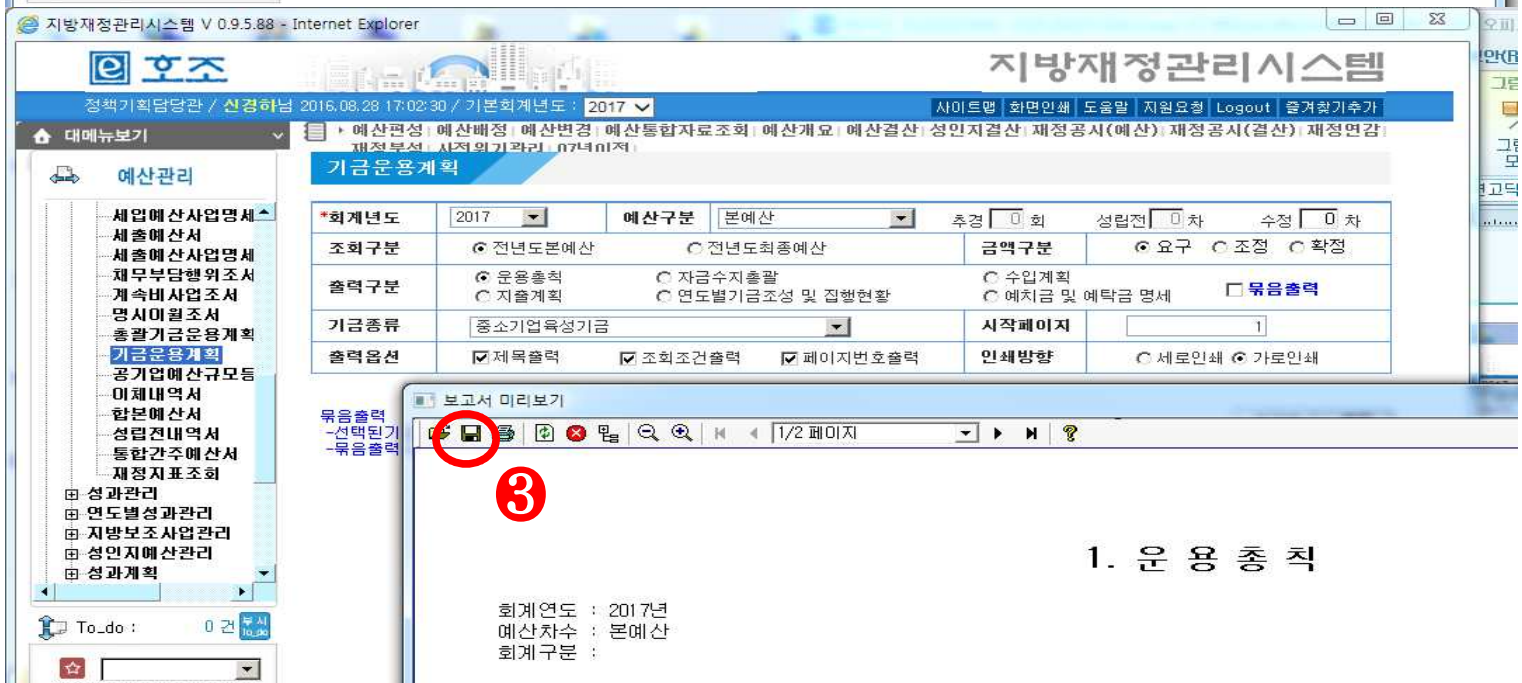 지방재정관리시스템 V 0.9.5.88 - Internet Explorer
e 호조
지방재정관리시스템
정책기획담당관 / 신경하님 2016.08.28 17:02:30 / 기본회계년도 : 2017
사이트맵 화면인쇄 도움말 지원요청 Logout 즐겨찾기추가
대메뉴보기
예산편성 예산배정 예산변경 예산통합자료조회 예산개요 예산결산 성인지결산 재정공시(예산) 재정공시(결산) 재정연감
재정분석 사전위기관리 07년이전
예산관리
세입예산사업명세
세출예산서
세출예산사업명세
채무부담행위조서
계속비사업조서
명시이월조서
총괄기금운용계획
기금운용계획
공기업예산규모등
이체내역서
합본예산서
성립전내역서
통합간주예산서
재정지표조회
성과관리
연도별성과관리
지방보조사업관리
성인지예산관리
성과계획
To_do : 0 건
기금운용계획
*회계년도 2017 예산구분 본예산 추경 0 회 성립전 0 차 수정 0 차
조회구분 전년도본예산 전년도최종예산 금액구분 요구 조정 확정
출력구분 운용총칙 자금수지총괄 수입계획
지출계획 연도별기금조성 및 집행현황 예치금 및 예탁금 명세 묶음출력
기금종류 중소기업육성기금 시작페이지 1
출력옵션 제목출력 조회조건출력 페이지번호출력 인쇄방향 세로인쇄 가로인쇄
묶음출력
-선택된기
-묶음출력
보고서 미리보기
1/2 페이지
❸
1. 운 용 총 칙
회계연도 : 2017년
예산차수 : 본예산
회계구분 :